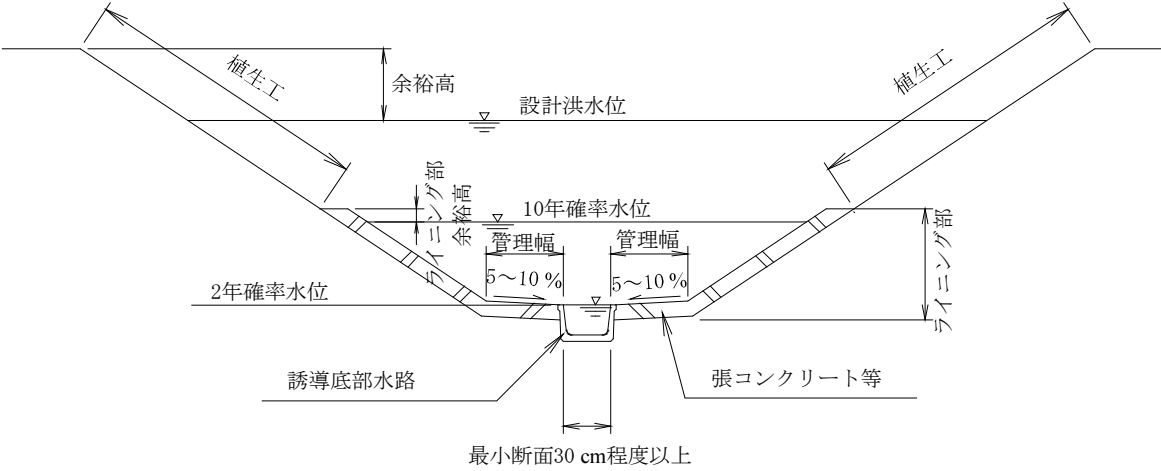 植生工
植生工
余裕高
設計洪水位
ライニング部
余裕高
10年確率水位
ライニング部
管理幅
管理幅
5～10 %
5～10 %
2年確率水位
誘導底部水路
張コンクリート等
最小断面30 cm程度以上